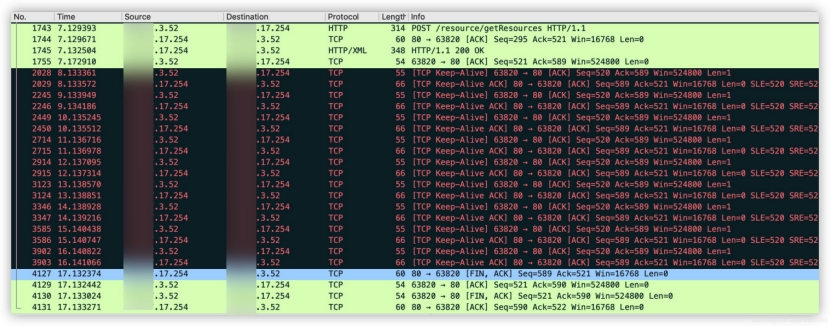 No. Time Source Destination Protocol Length Info
1743 7.129393 .3.52 .17.254 HTTP 314 POST /resource/getResources HTTP/1.1
1744 7.129671 .17.254 .3.52 TCP 60 80 → 63820 [ACK] Seq=295 Ack=521 Win=16768 Len=0
1745 7.132504 .17.254 .3.52 HTTP/XML 348 HTTP/1.1 200 OK
1755 7.172910 .3.52 .17.254 TCP 54 63820 → 80 [ACK] Seq=521 Ack=589 Win=524800 Len=0
2028 8.133361 .3.52 .17.254 TCP 55 [TCP Keep-Alive] 63820 → 80 [ACK] Seq=520 Ack=589 Win=524800 Len=1
2029 8.133572 .17.254 .3.52 TCP 66 [TCP Keep-Alive ACK] 80 → 63820 [ACK] Seq=589 Ack=521 Win=16768 Len=0 SLE=520 SRE=52
2245 9.133949 .3.52 .17.254 TCP 55 [TCP Keep-Alive] 63820 → 80 [ACK] Seq=520 Ack=589 Win=524800 Len=1
2246 9.134186 .17.254 .3.52 TCP 66 [TCP Keep-Alive ACK] 80 → 63820 [ACK] Seq=589 Ack=521 Win=16768 Len=0 SLE=520 SRE=52
2449 10.135245 .3.52 .17.254 TCP 55 [TCP Keep-Alive] 63820 → 80 [ACK] Seq=520 Ack=589 Win=524800 Len=1
2450 10.135512 .17.254 .3.52 TCP 66 [TCP Keep-Alive ACK] 80 → 63820 [ACK] Seq=589 Ack=521 Win=16768 Len=0 SLE=520 SRE=52
2714 11.136716 .3.52 .17.254 TCP 55 [TCP Keep-Alive] 63820 → 80 [ACK] Seq=520 Ack=589 Win=524800 Len=1
2715 11.136978 .17.254 .3.52 TCP 66 [TCP Keep-Alive ACK] 80 → 63820 [ACK] Seq=589 Ack=521 Win=16768 Len=0 SLE=520 SRE=52
2914 12.137095 .3.52 .17.254 TCP 55 [TCP Keep-Alive] 63820 → 80 [ACK] Seq=520 Ack=589 Win=524800 Len=1
2915 12.137314 .17.254 .3.52 TCP 66 [TCP Keep-Alive ACK] 80 → 63820 [ACK] Seq=589 Ack=521 Win=16768 Len=0 SLE=520 SRE=52
3123 13.138570 .3.52 .17.254 TCP 55 [TCP Keep-Alive] 63820 → 80 [ACK] Seq=520 Ack=589 Win=524800 Len=1
3124 13.138851 .17.254 .3.52 TCP 66 [TCP Keep-Alive ACK] 80 → 63820 [ACK] Seq=589 Ack=521 Win=16768 Len=0 SLE=520 SRE=52
3346 14.138928 .3.52 .17.254 TCP 55 [TCP Keep-Alive] 63820 → 80 [ACK] Seq=520 Ack=589 Win=524800 Len=1
3347 14.139216 .17.254 .3.52 TCP 66 [TCP Keep-Alive ACK] 80 → 63820 [ACK] Seq=589 Ack=521 Win=16768 Len=0 SLE=520 SRE=52
3585 15.140438 .3.52 .17.254 TCP 55 [TCP Keep-Alive] 63820 → 80 [ACK] Seq=520 Ack=589 Win=524800 Len=1
3586 15.140747 .17.254 .3.52 TCP 66 [TCP Keep-Alive ACK] 80 → 63820 [ACK] Seq=589 Ack=521 Win=16768 Len=0 SLE=520 SRE=52
3902 16.140822 .3.52 .17.254 TCP 55 [TCP Keep-Alive] 63820 → 80 [ACK] Seq=520 Ack=589 Win=524800 Len=1
3903 16.141066 .17.254 .3.52 TCP 66 [TCP Keep-Alive ACK] 80 → 63820 [ACK] Seq=589 Ack=521 Win=16768 Len=0 SLE=520 SRE=52
4127 17.132374 .17.254 .3.52 TCP 60 80 → 63820 [FIN, ACK] Seq=589 Ack=521 Win=16768 Len=0
4129 17.132442 .3.52 .17.254 TCP 54 63820 → 80 [ACK] Seq=521 Ack=590 Win=524800 Len=0
4130 17.133024 .3.52 .17.254 TCP 54 63820 → 80 [FIN, ACK] Seq=521 Ack=590 Win=524800 Len=0
4131 17.133271 .17.254 .3.52 TCP 60 80 → 63820 [ACK] Seq=590 Ack=522 Win=16768 Len=0